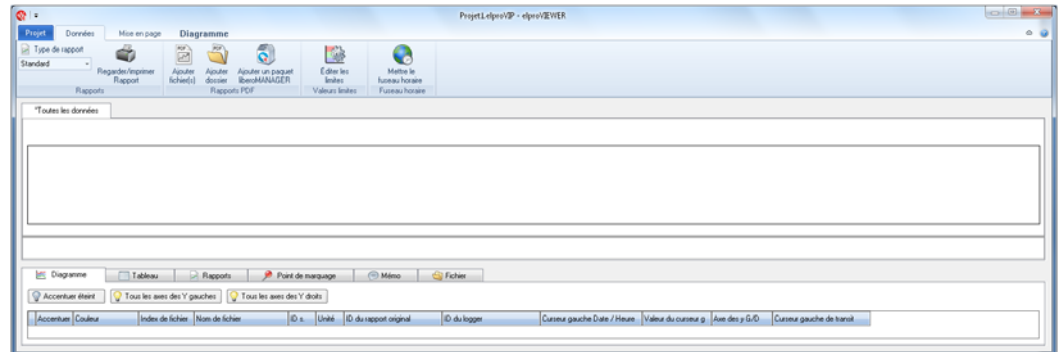 Projet1.elproVIP - elproVIEWER
Projet Données Mise en page Diagramme
Type de rapport
Standard
Regarder/imprimer Rapport
Ajouter fichier(s)
Ajouter dossier
Ajouter un paquet liberoMANAGER
Éditer les limites
Mettre le fuseau horaire
Rapports Rapports PDF Valeurs limites Fuseau horaire
*Toutes les données
Diagramme Tableau Rapports Point de marquage Mémo Fichier
Accentuer éteint Tous les axes des Y gauches Tous les axes des Y droits
Accentuer Couleur Index de fichier Nom de fichier ID s. Unité ID du rapport original ID du logger Curseur gauche Date / Heure Valeur du curseur g Axe des y G/D Curseur gauche de transit